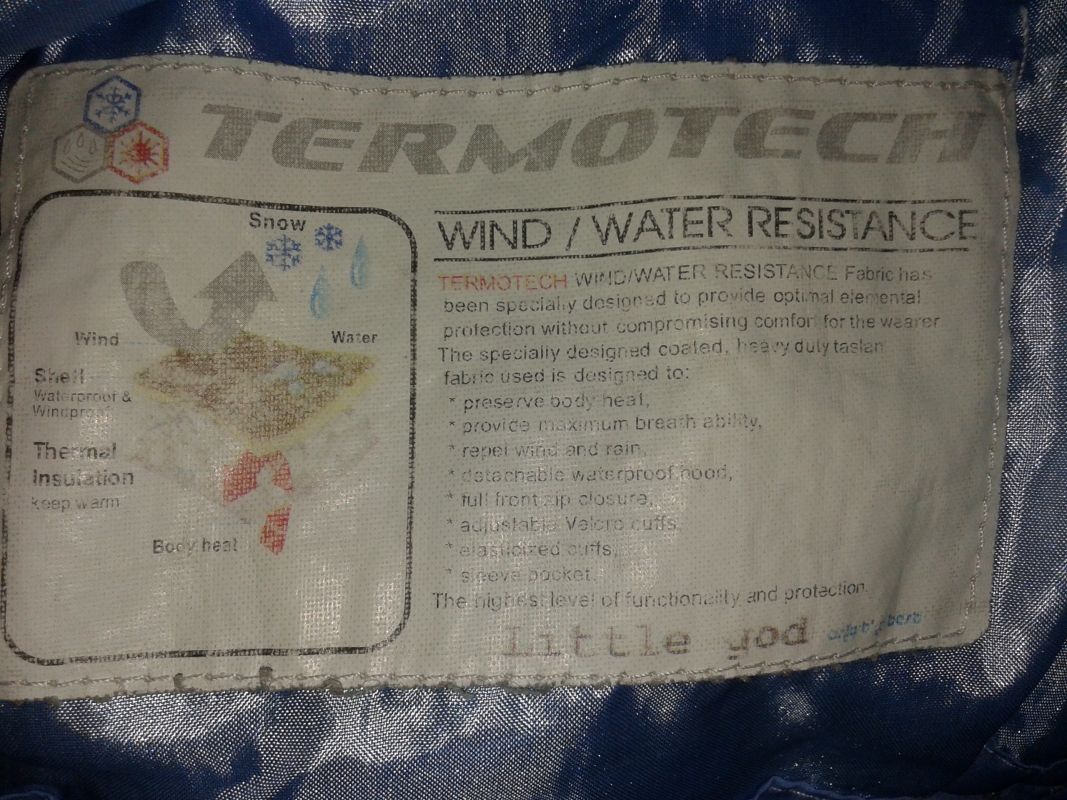 TERMOTECH
Snow
Wind
Water
Shell
Waterproof &
Windproof
Thermal
Insulation
keep warm
Body heat
WIND / WATER RESISTANCE
TERMOTECH WIND/WATER RESISTANCE Fabric has
been specially designed to provide optimal elemental
protection without compromising comfort for the wearer
The specially designed coated, heavy duty taslan
fabric used is designed to:
* preserve body heat,
* provide maximum breath ability,
* repel wind and rain,
* detachable waterproof hood,
* full front zip closure,
* adjustable Velcro cuffs,
* elasticized cuffs,
* sleeve pocket.
The highest level of functionality and protection.
Little god